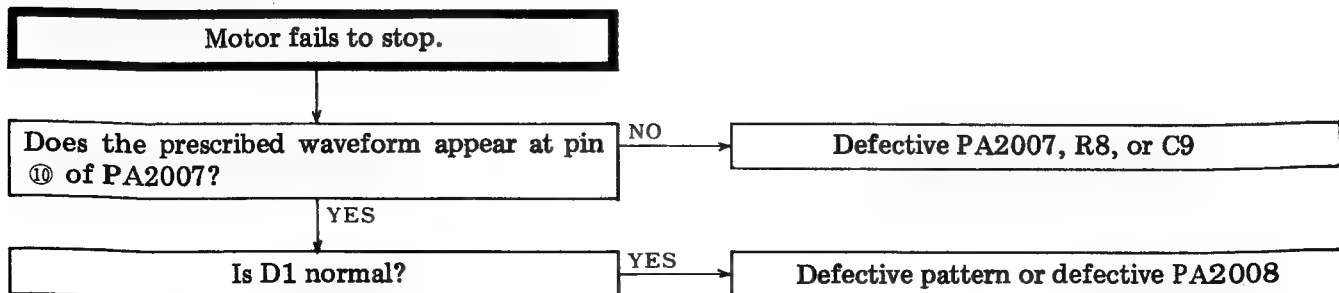 Motor fails to stop.
Does the prescribed waveform appear at pin
⑩ of PA2007?
NO
Defective PA2007, R8, or C9
YES
Is D1 normal?
YES
Defective pattern or defective PA2008